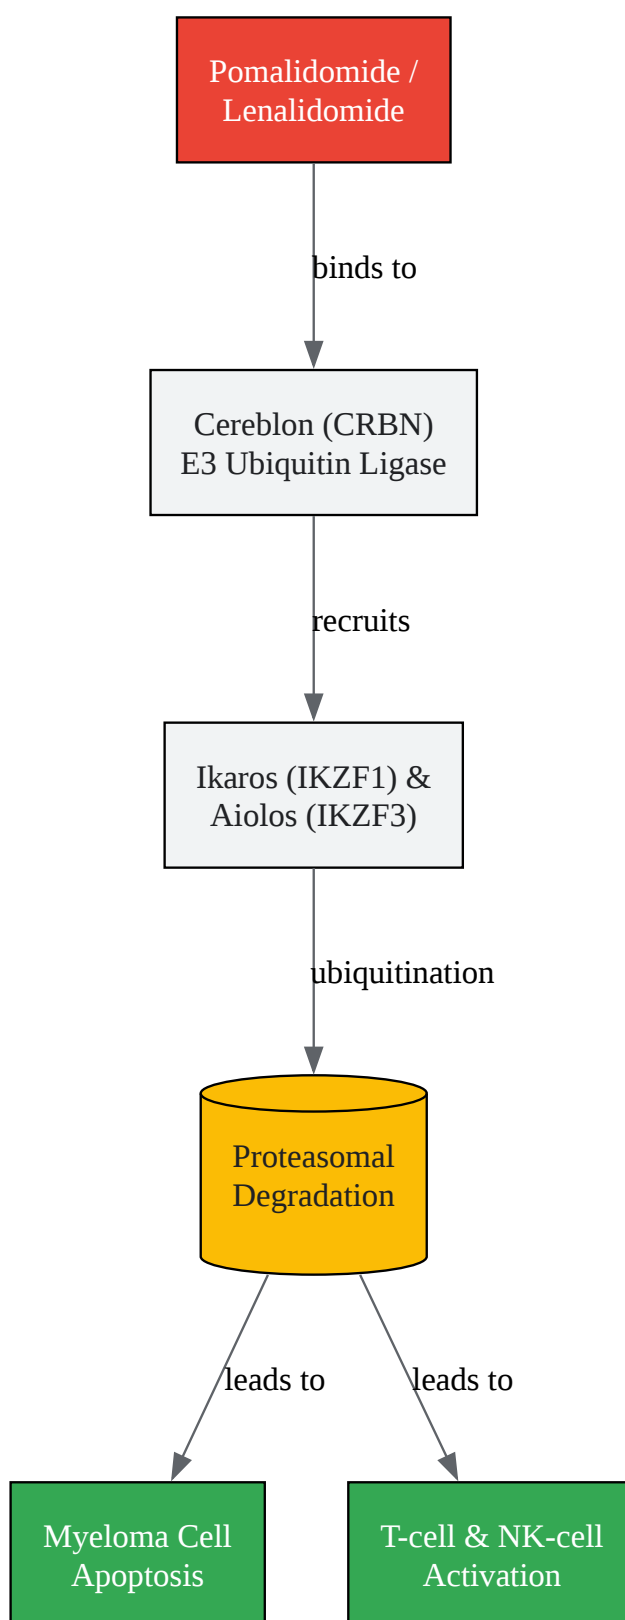 Pomalidomide /
Lenalidomide
binds to
Cereblon (CRBN)
E3 Ubiquitin Ligase
recruits
Ikaros (IKZF1) &
Aiolos (IKZF3)
ubiquitination
Proteasomal
Degradation
leads to
leads to
Myeloma Cell
Apoptosis
T-cell & NK-cell
Activation